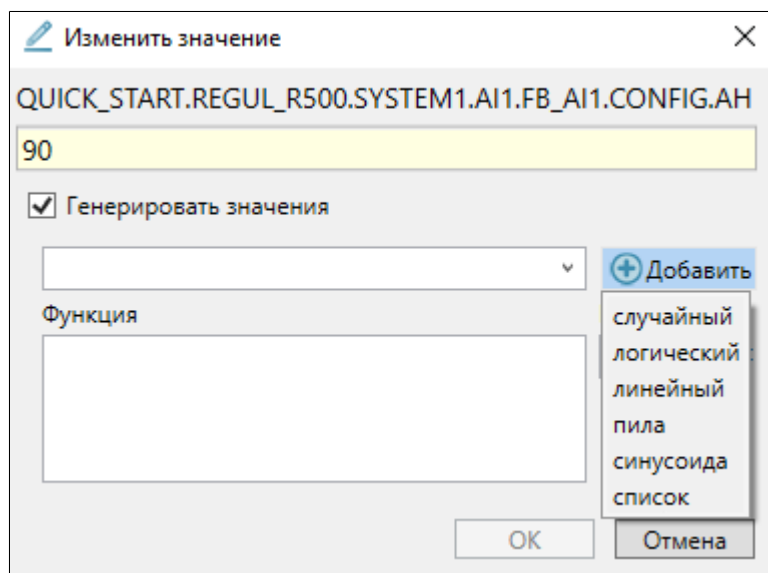 Изменить значение
QUICK_START.REGUL_R500.SYSTEM1.AI1.FB_AI1.CONFIG.AH
90
Генерировать значения
Добавить
Функция
случайный
логический
линейный
пила
синусоида
список
ОК
Отмена